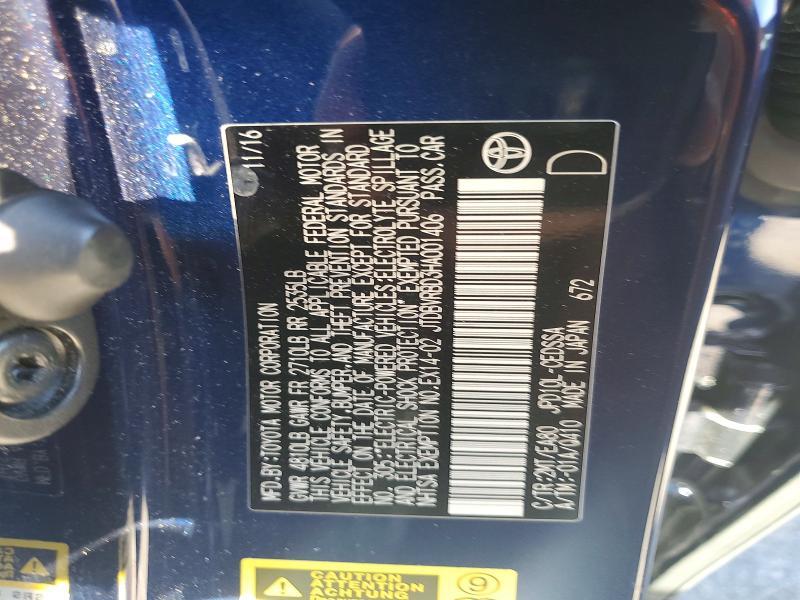 11/16
MFD.BY:TOYOTA MOTOR CORPORATION
GVWR 4810LB GAWR FR 2710LB RR 2535LB
THIS VEHICLE CONFORMS TO ALL APPLICABLE FEDERAL MOTOR
VEHICLE SAFETY,BUMPER,AND THEFT PREVENTION STANDARDS IN
EFFECT ON THE DATE OF MANUFACTURE EXCEPT FOR STANDARD
NO. 305:"ELECTRIC-POWERED VEHICLES:ELECTROLYTE SPILLAGE
AND ELECTRICAL SHOCK PROTECTION" EXEMPTED PURSUANT TO
NHTSA EXEMPTION NO.EX14-02 JTDBVRBD3HA001406 PASS CAR
C/TR:2MT/EA80 JPD10L-CEDSSA
A/TM:-01A/O410 MADE IN JAPAN 672
D
CAUTION
ATTENTION
ACHTUNG